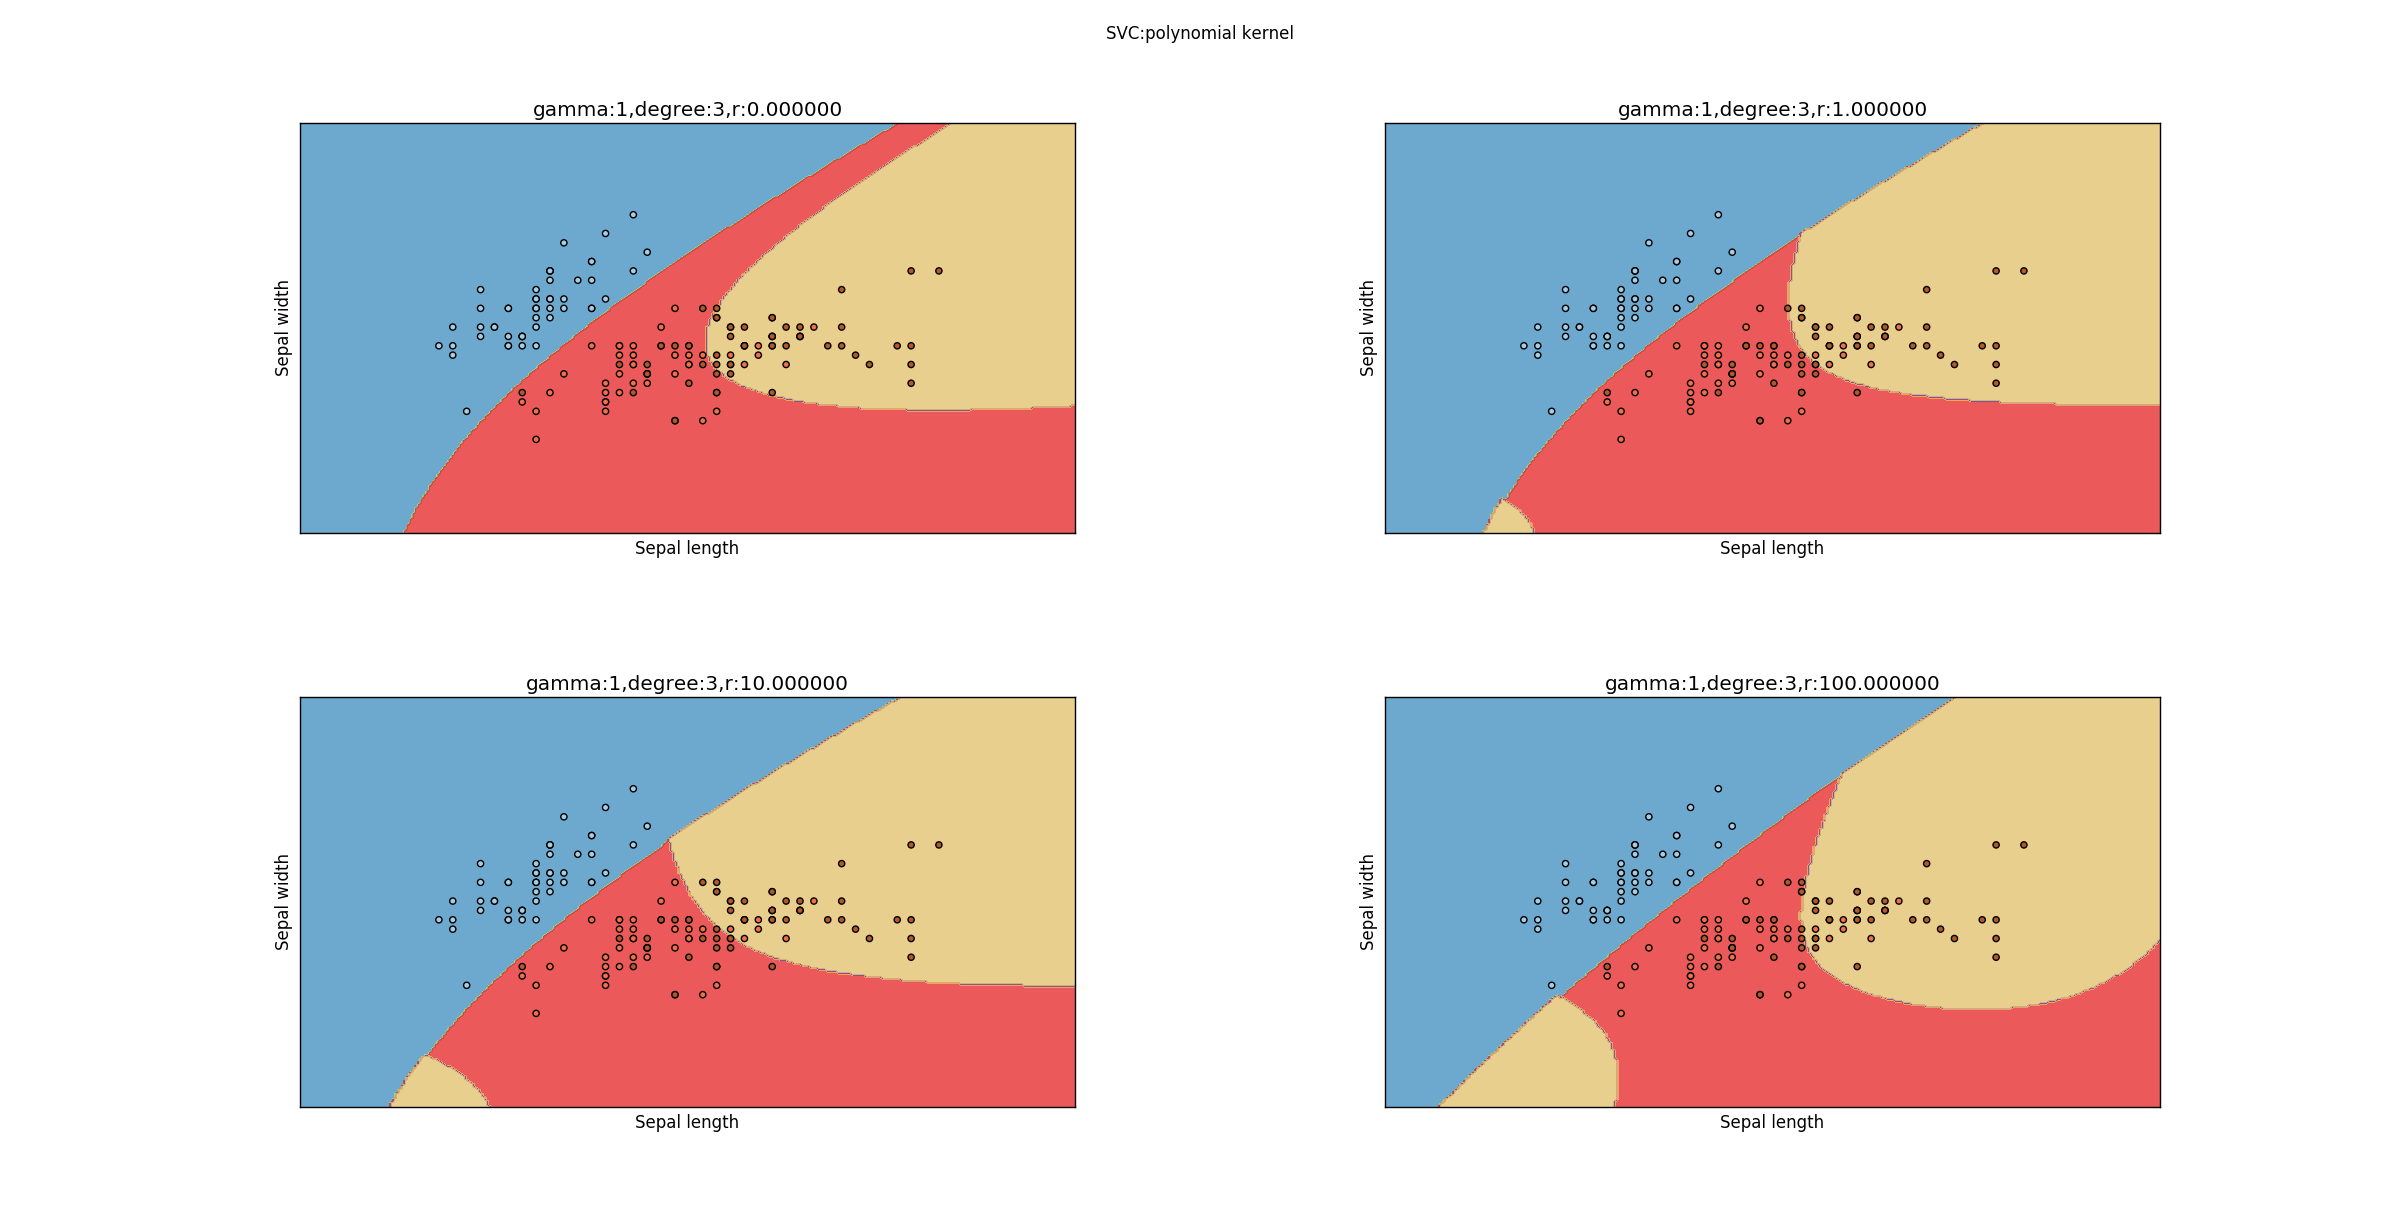 SVC:polynomial kernel
gamma:1,degree:3,r:0.000000
Sepal width
Sepal length
gamma:1,degree:3,r:1.000000
Sepal width
Sepal length
gamma:1,degree:3,r:10.000000
Sepal width
Sepal length
gamma:1,degree:3,r:100.000000
Sepal width
Sepal length